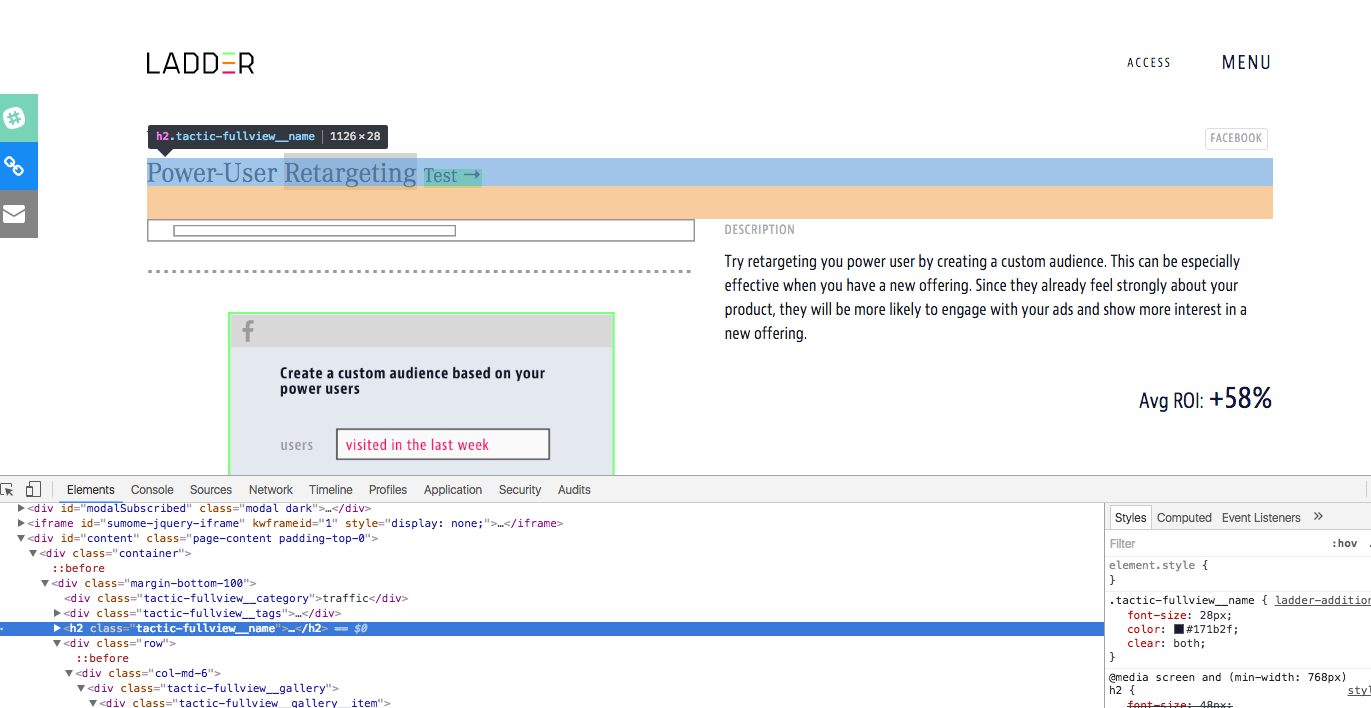 LADDER
ACCESS
MENU
h2.tactic-fullview__name | 1126 × 28
FACEBOOK
Power-User Retargeting Test →
DESCRIPTION
Try retargeting you power user by creating a custom audience. This can be especially
effective when you have a new offering. Since they already feel strongly about your
product, they will be more likely to engage with your ads and show more interest in a
new offering.
Create a custom audience based on your
power users
Avg ROI: +58%
users
visited in the last week
Elements Console Sources Network Timeline Profiles Application Security Audits
▶<div id="modalSubscribed" class="modal dark">…</div>
▶<iframe id="sumome-jquery-iframe" kwframeid="1" style="display: none;">…</iframe>
▼<div id="content" class="page-content padding-top-0">
▼<div class="container">
::before
▼<div class="margin-bottom-100">
<div class="tactic-fullview__category">traffic</div>
▶<div class="tactic-fullview__tags">…</div>
▶<h2 class="tactic-fullview__name">…</h2> == $0
▼<div class="row">
::before
▼<div class="col-md-6">
▼<div class="tactic-fullview__gallery">
▼<div class="tactic-fullview__gallery__item">
Styles Computed Event Listeners »
Filter :hov .
element.style {
}
.tactic-fullview__name { ladder-addition
font-size: 28px;
color: #171b2f;
clear: both;
}
@media screen and (min-width: 768px)
h2 { styl
font-size: 48px;